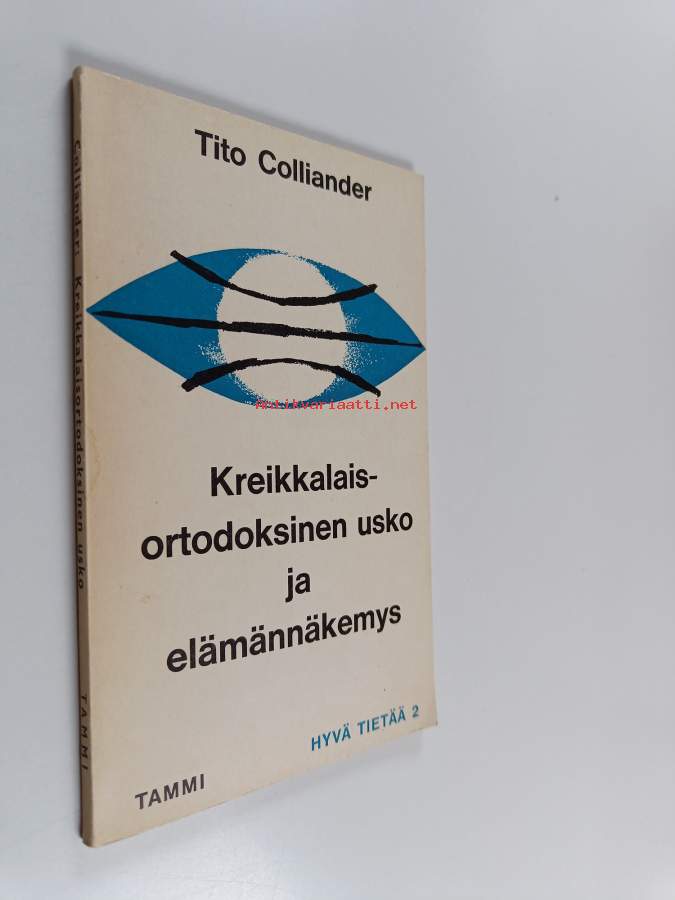 Tito Colliander
Antikvariaatti.net
Kreikkalais-
ortodoksinen usko
ja
elämännäkemys
HYVÄ TIETÄÄ 2
TAMMI
Colliander: Kreikkalaisortodoksinen usko
TAMMI